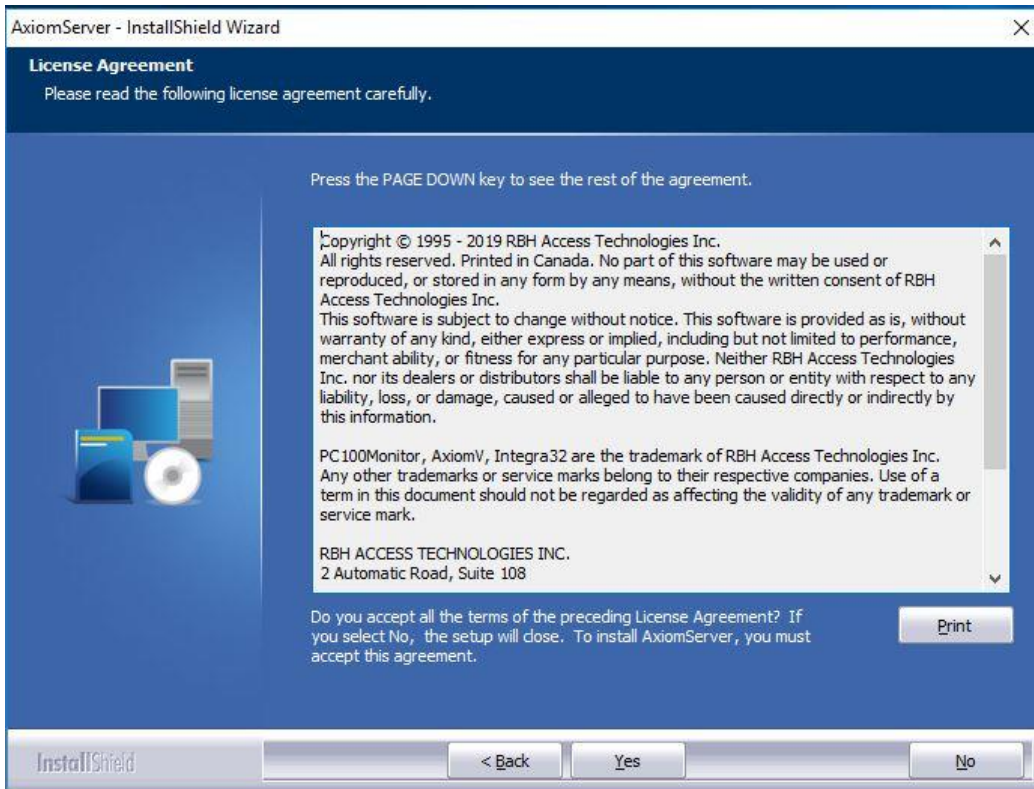 AxiomServer - InstallShield Wizard
License Agreement
Please read the following license agreement carefully.
Press the PAGE DOWN key to see the rest of the agreement.
Copyright © 1995 - 2019 RBH Access Technologies Inc.
All rights reserved. Printed in Canada. No part of this software may be used or
reproduced, or stored in any form by any means, without the written consent of RBH
Access Technologies Inc.
This software is subject to change without notice. This software is provided as is, without
warranty of any kind, either express or implied, including but not limited to performance,
merchant ability, or fitness for any particular purpose. Neither RBH Access Technologies
Inc. nor its dealers or distributors shall be liable to any person or entity with respect to any
liability, loss, or damage, caused or alleged to have been caused directly or indirectly by
this information.
PC100Monitor, AxiomV, Integra32 are the trademark of RBH Access Technologies Inc.
Any other trademarks or service marks belong to their respective companies. Use of a
term in this document should not be regarded as affecting the validity of any trademark or
service mark.
RBH ACCESS TECHNOLOGIES INC.
2 Automatic Road, Suite 108
Do you accept all the terms of the preceding License Agreement? If
you select No, the setup will close. To install AxiomServer, you must
accept this agreement.
Print
InstallShield
< Back
Yes
No